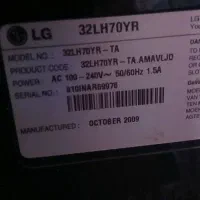 LG 32LH70YR
MODEL NO. : 32LH70YR-TA
PRODUCT CODE : 32LH70YR-TA.AMAVLJD
POWER : AC 100-240V~ 50/60Hz 1.5A
SERIAL NO.
MANUFACTURED : OCTOBER 2009